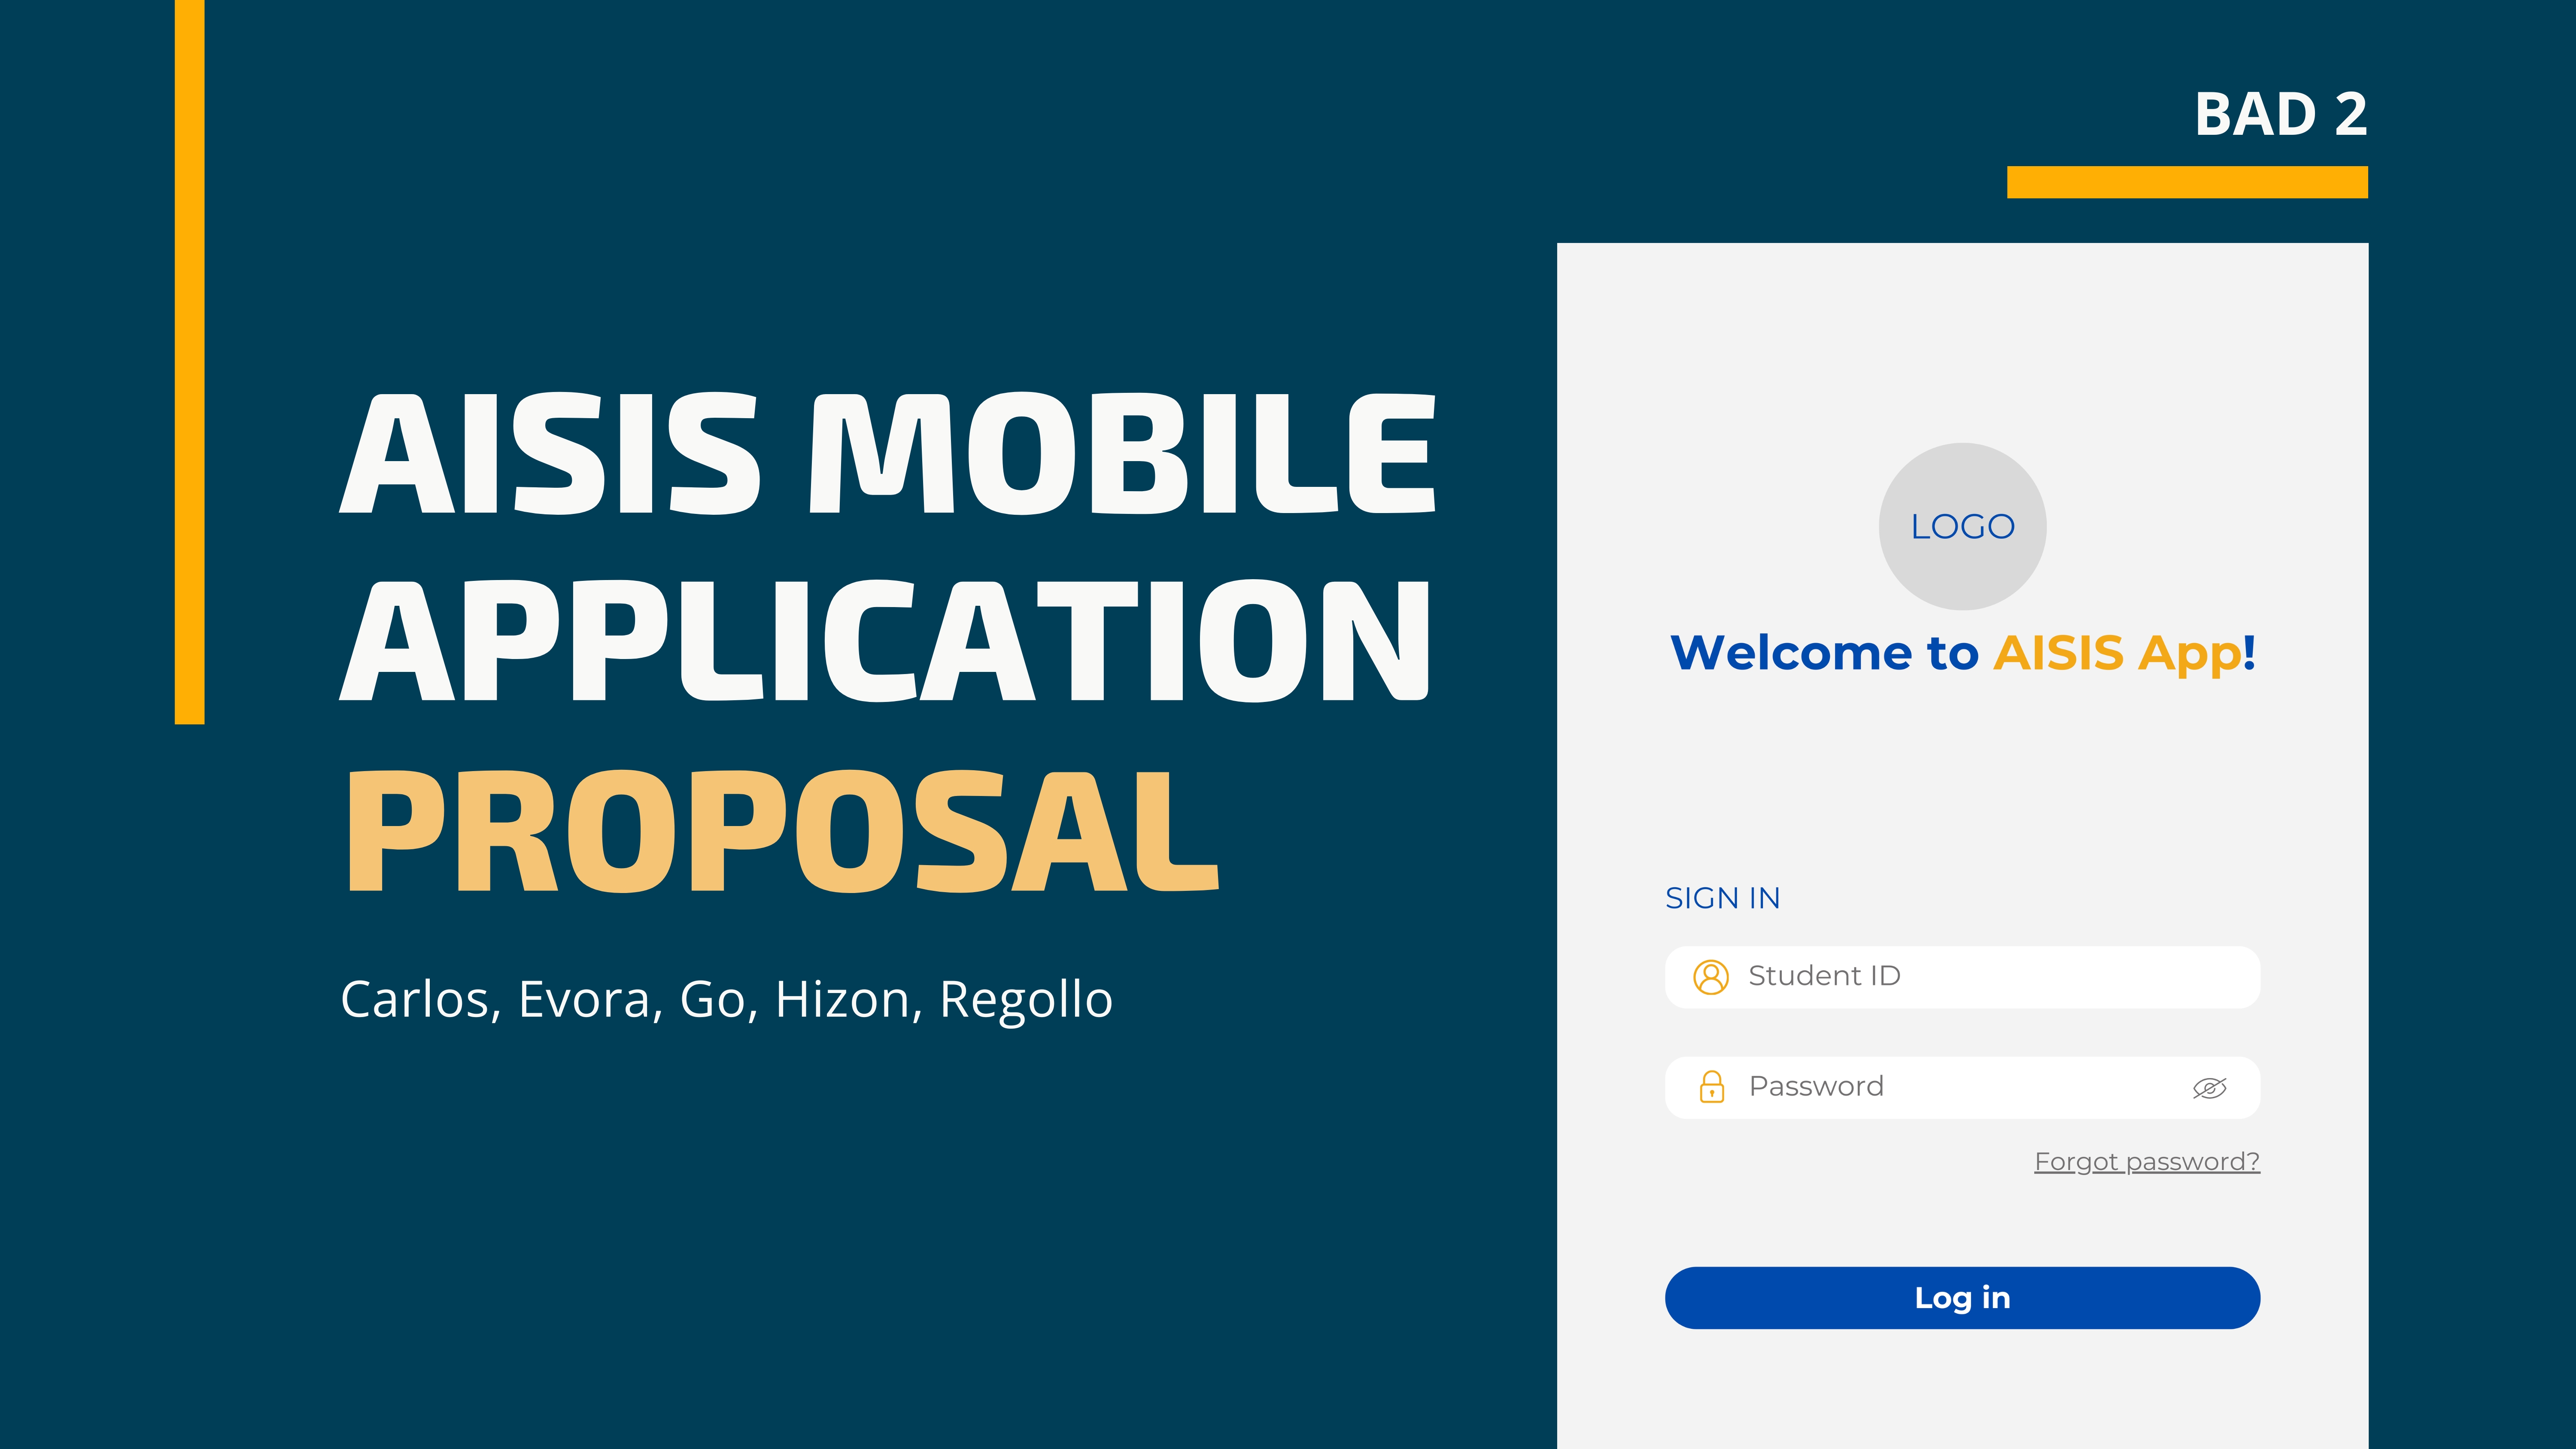 BAD 2
AISIS MOBILE
APPLICATION
PROPOSAL
Carlos, Evora, Go, Hizon, Regollo
LOGO
Welcome to AISIS App!
SIGN IN
Student ID
Password
Forgot password?
Log in